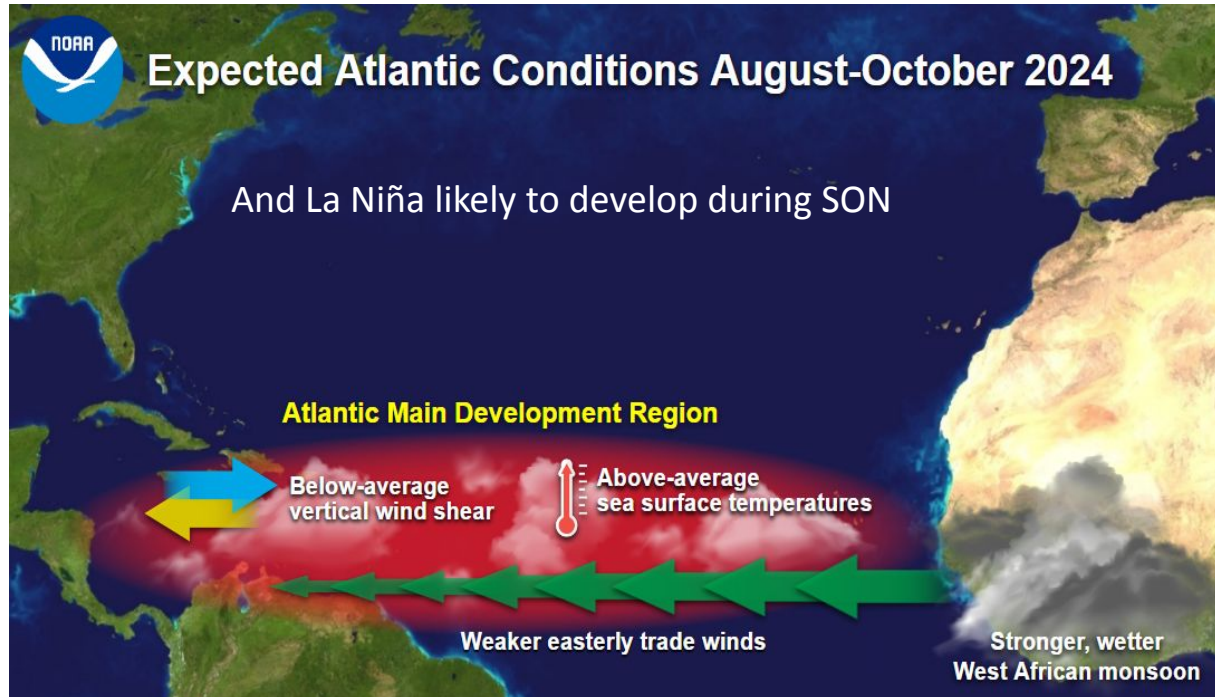 NOAA
Expected Atlantic Conditions August-October 2024
And La Niña likely to develop during SON
Atlantic Main Development Region
Below-average
vertical wind shear
Above-average
sea surface temperatures
Weaker easterly trade winds
Stronger, wetter
West African monsoon